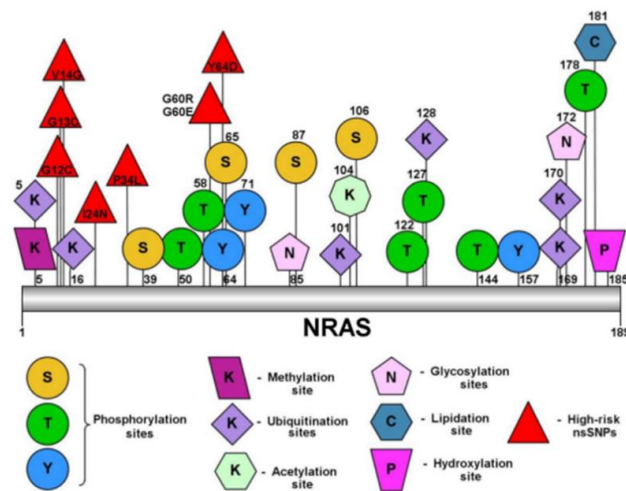 181
C
178
V14G
Y64D
T
G60R
G60E
G13C
65
87
106
128
172
S
S
S
K
N
G12C
P34L
58
71
104
127
170
5
K
I24N
T
Y
K
T
K
101
122
K
K
S
T
Y
N
K
T
T
Y
K
P
5
16
39
50
64
85
144
157
169
185
NRAS
1
189
S
T
Y
Phosphorylation
sites
K - Methylation
site
K - Ubiquitination
sites
K - Acetylation
site
N - Glycosylation
sites
C - Lipidation
site
P - Hydroxylation
site
- High-risk
nsSNPs